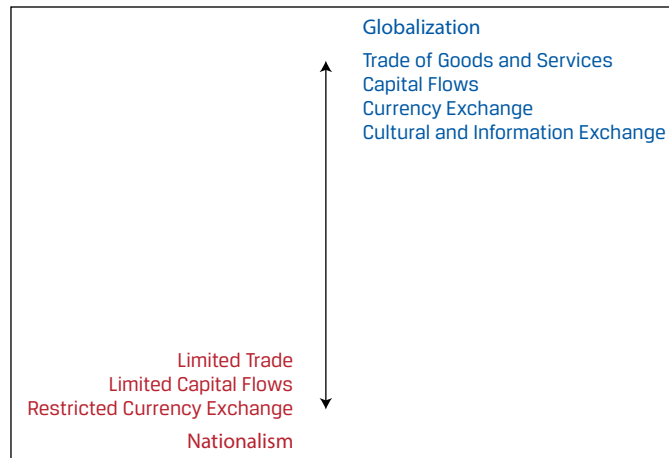 Globalization
Trade of Goods and Services
Capital Flows
Currency Exchange
Cultural and Information Exchange
Limited Trade
Limited Capital Flows
Restricted Currency Exchange
Nationalism